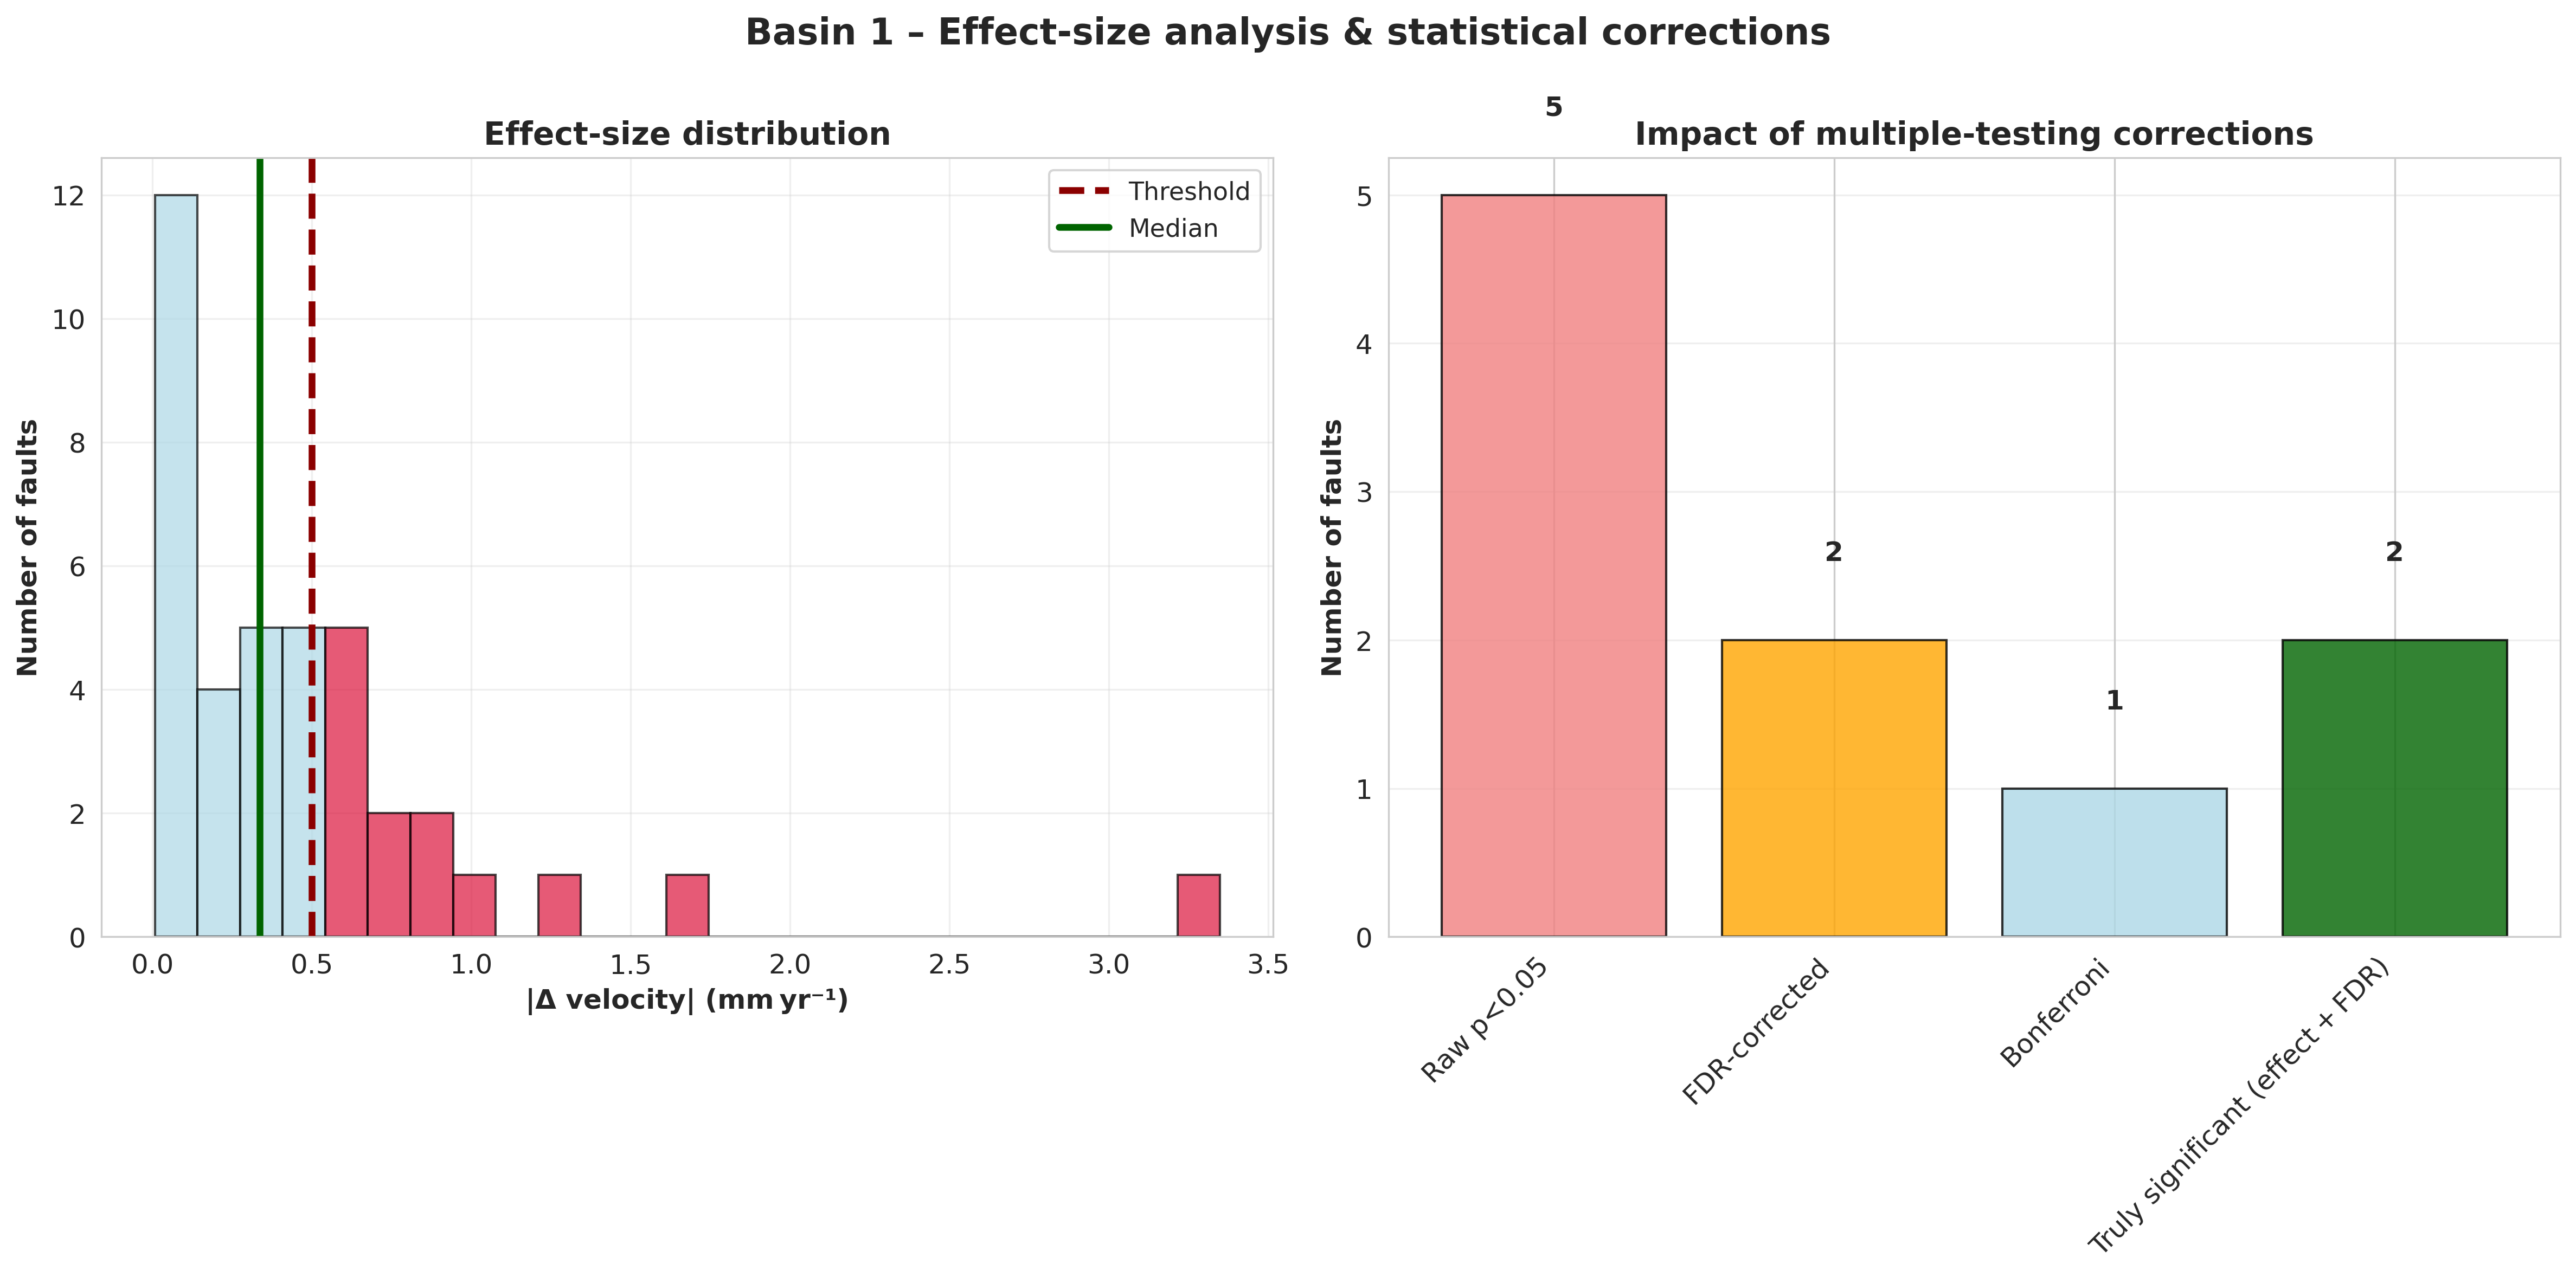 Basin 1 – Effect-size analysis & statistical corrections
Effect-size distribution
Number of faults
12
10
8
6
4
2
0
0.0
0.5
1.0
1.5
2.0
2.5
3.0
3.5
|Δ velocity| (mm yr⁻¹)
Threshold
Median
Impact of multiple-testing corrections
Number of faults
5
4
3
2
1
0
5
2
1
2
Raw p<0.05
FDR-corrected
Bonferroni
Truly significant (effect + FDR)